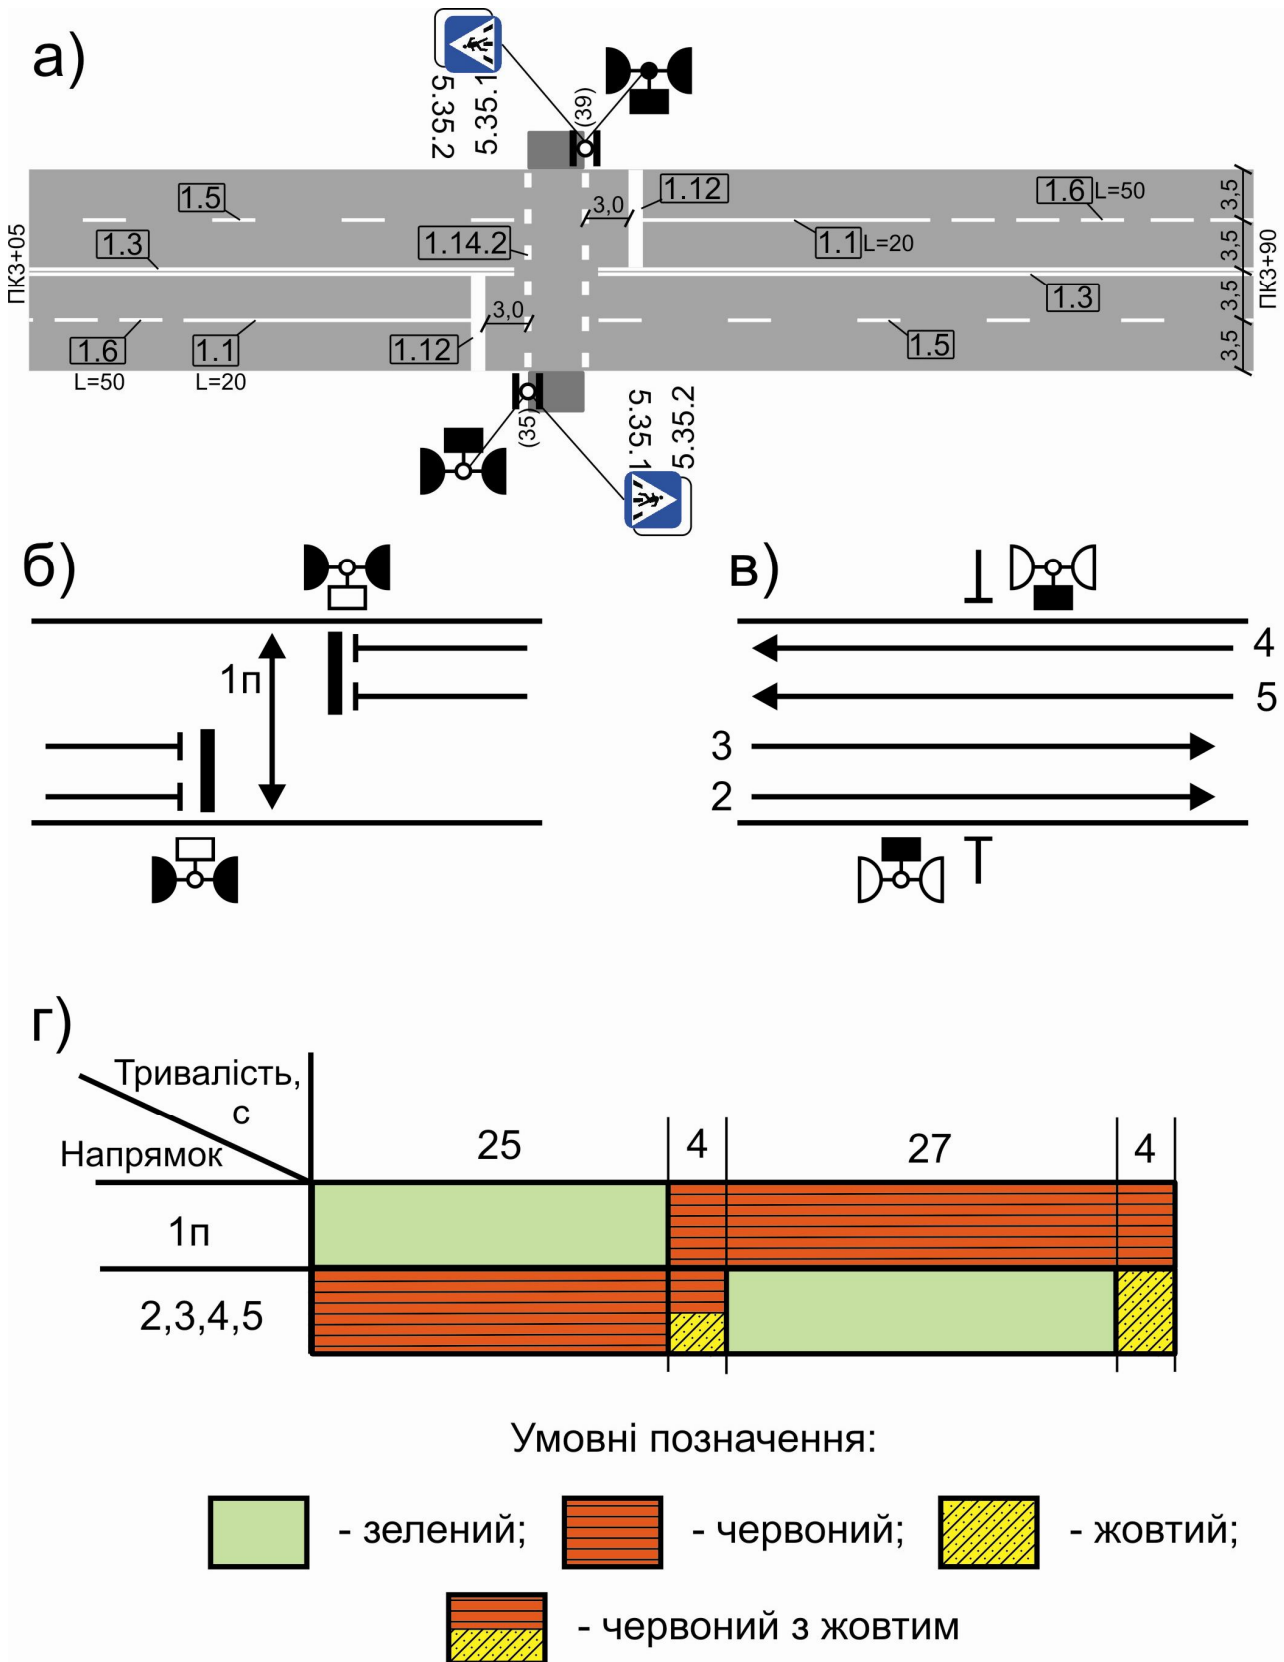 а)
5.35.2
5.35.1
(39)
1.5
1.3
1.14.2
3,0
1.12
1.1
L=20
1.6
L=50
3,5
3,5
3,5
3,5
ПК3+05
ПК3+90
1.3
1.5
1.6
L=50
1.1
L=20
1.12
3,0
(35)
5.35.1
5.35.2
б)
1п
в)
4
5
3
2
г)
Тривалість,
с
Напрямок
25
4
27
4
1п
2,3,4,5
Умовні позначення:
- зелений;
- червоний;
- жовтий;
- червоний з жовтим